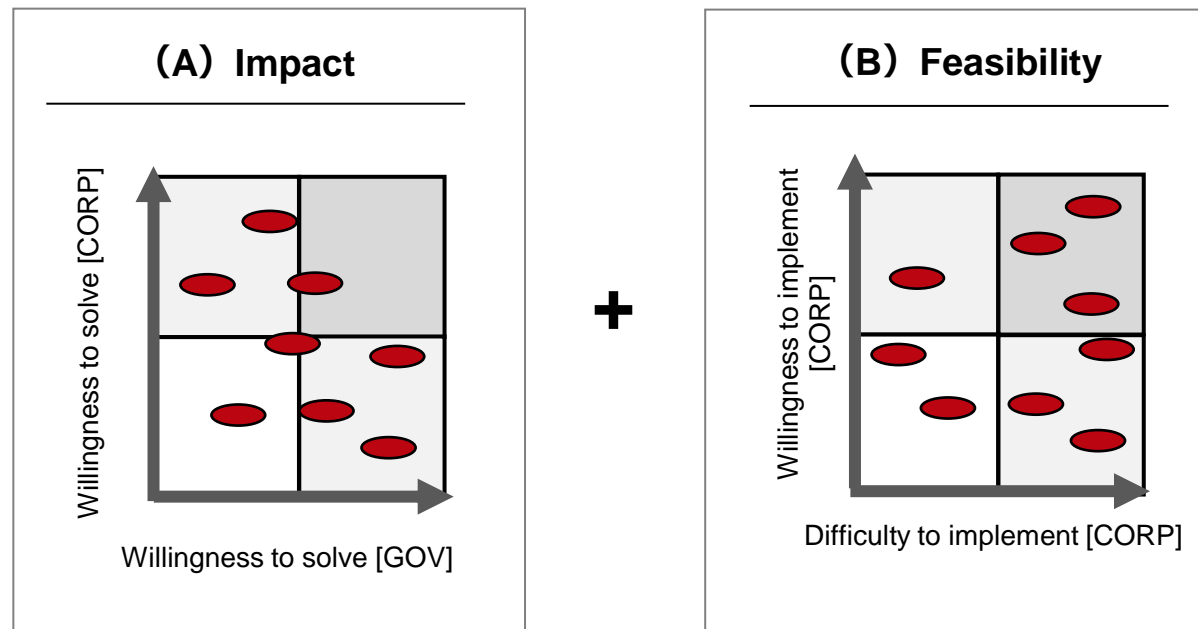 （A）Impact
Willingness to solve [CORP]
Willingness to solve [GOV]
+
（B）Feasibility
Willingness to implement
[CORP]
Difficulty to implement [CORP]